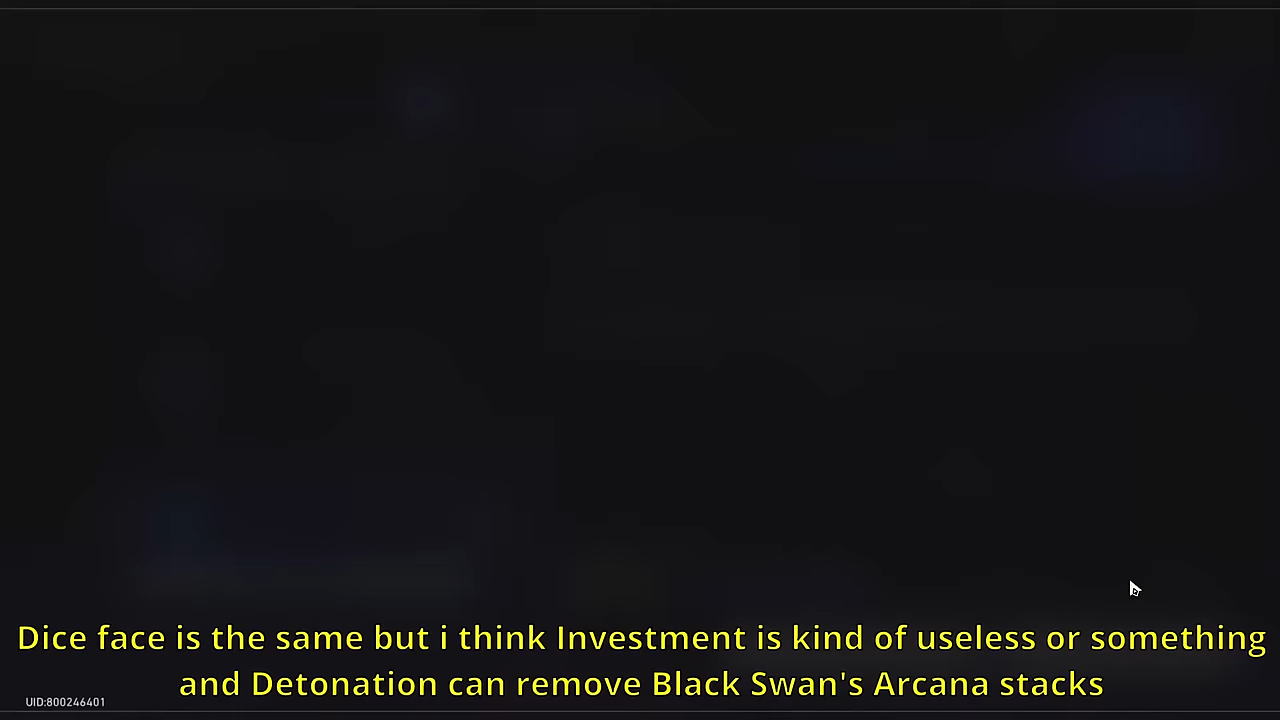 Dice face is the same but i think Investment is kind of useless or something
and Detonation can remove Black Swan's Arcana stacks
UID:800246401